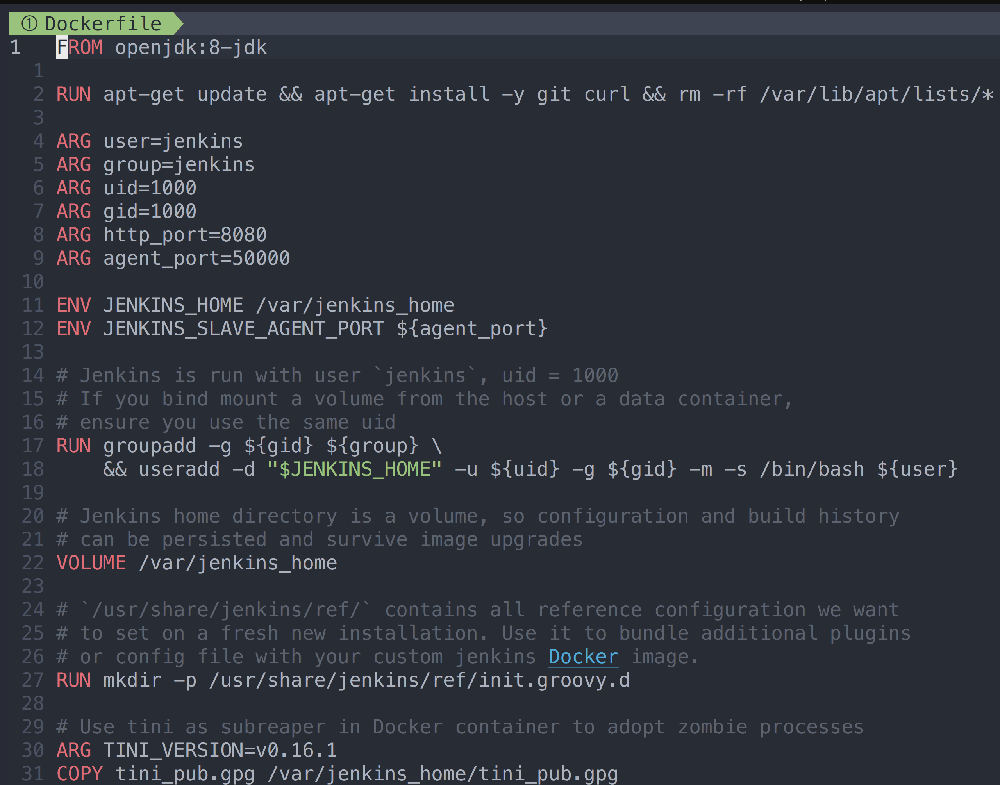 ① Dockerfile
1 FROM openjdk:8-jdk
1
2 RUN apt-get update && apt-get install -y git curl && rm -rf /var/lib/apt/lists/*
3
4 ARG user=jenkins
5 ARG group=jenkins
6 ARG uid=1000
7 ARG gid=1000
8 ARG http_port=8080
9 ARG agent_port=50000
10
11 ENV JENKINS_HOME /var/jenkins_home
12 ENV JENKINS_SLAVE_AGENT_PORT ${agent_port}
13
14 # Jenkins is run with user `jenkins`, uid = 1000
15 # If you bind mount a volume from the host or a data container,
16 # ensure you use the same uid
17 RUN groupadd -g ${gid} ${group} \
18     && useradd -d "$JENKINS_HOME" -u ${uid} -g ${gid} -m -s /bin/bash ${user}
19
20 # Jenkins home directory is a volume, so configuration and build history
21 # can be persisted and survive image upgrades
22 VOLUME /var/jenkins_home
23
24 # `/usr/share/jenkins/ref/` contains all reference configuration we want
25 # to set on a fresh new installation. Use it to bundle additional plugins
26 # or config file with your custom jenkins Docker image.
27 RUN mkdir -p /usr/share/jenkins/ref/init.groovy.d
28
29 # Use tini as subreaper in Docker container to adopt zombie processes
30 ARG TINI_VERSION=v0.16.1
31 COPY tini_pub.gpg /var/jenkins_home/tini_pub.gpg